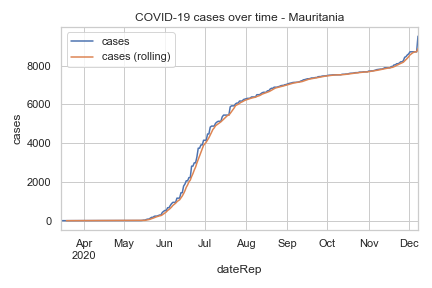 COVID-19 cases over time - Mauritania
cases
cases (rolling)
8000
6000
4000
2000
0
cases
Apr
2020
May
Jun
Jul
Aug
Sep
Oct
Nov
Dec
dateRep